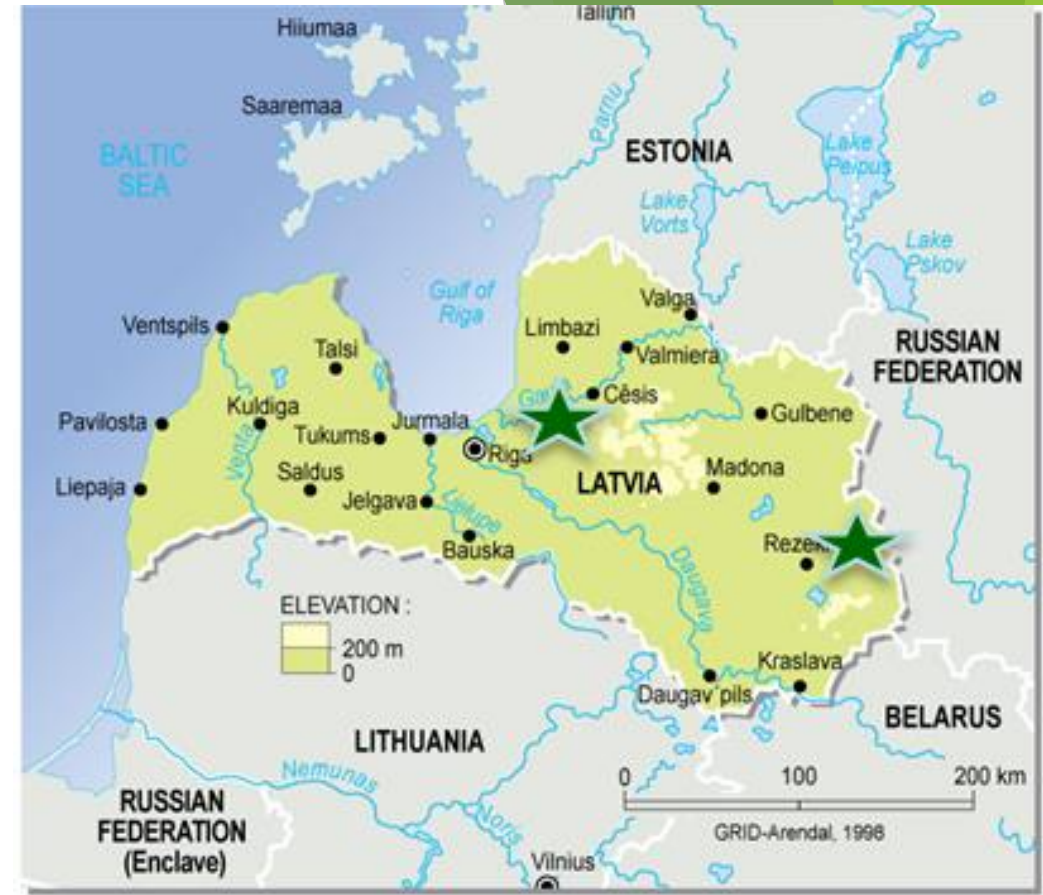 Tallinn
Hiiumaa
Saaremaa
Parnu
BALTIC
SEA
ESTONIA
Lake
Peipus
Lake
Vorts
Lake
Pskov
Gulf of
Riga
Valga
Ventspils
Limbazi
Valmiera
RUSSIAN
FEDERATION
Talsi
Cēsis
Pavilosta
Kuldiga
Jurmala
Gulbene
Tukums
Riga
Venta
Saldus
LATVIA
Madona
Liepaja
Jelgava
Lielupe
Bauska
Daugava
ELEVATION :
200 m
0
Kraslava
Daugav`pils
BELARUS
LITHUANIA
Nemunas
0 100 200 km
RUSSIAN
FEDERATION
(Enclave)
Neris
GRID-Arendal, 1998
Vilnius